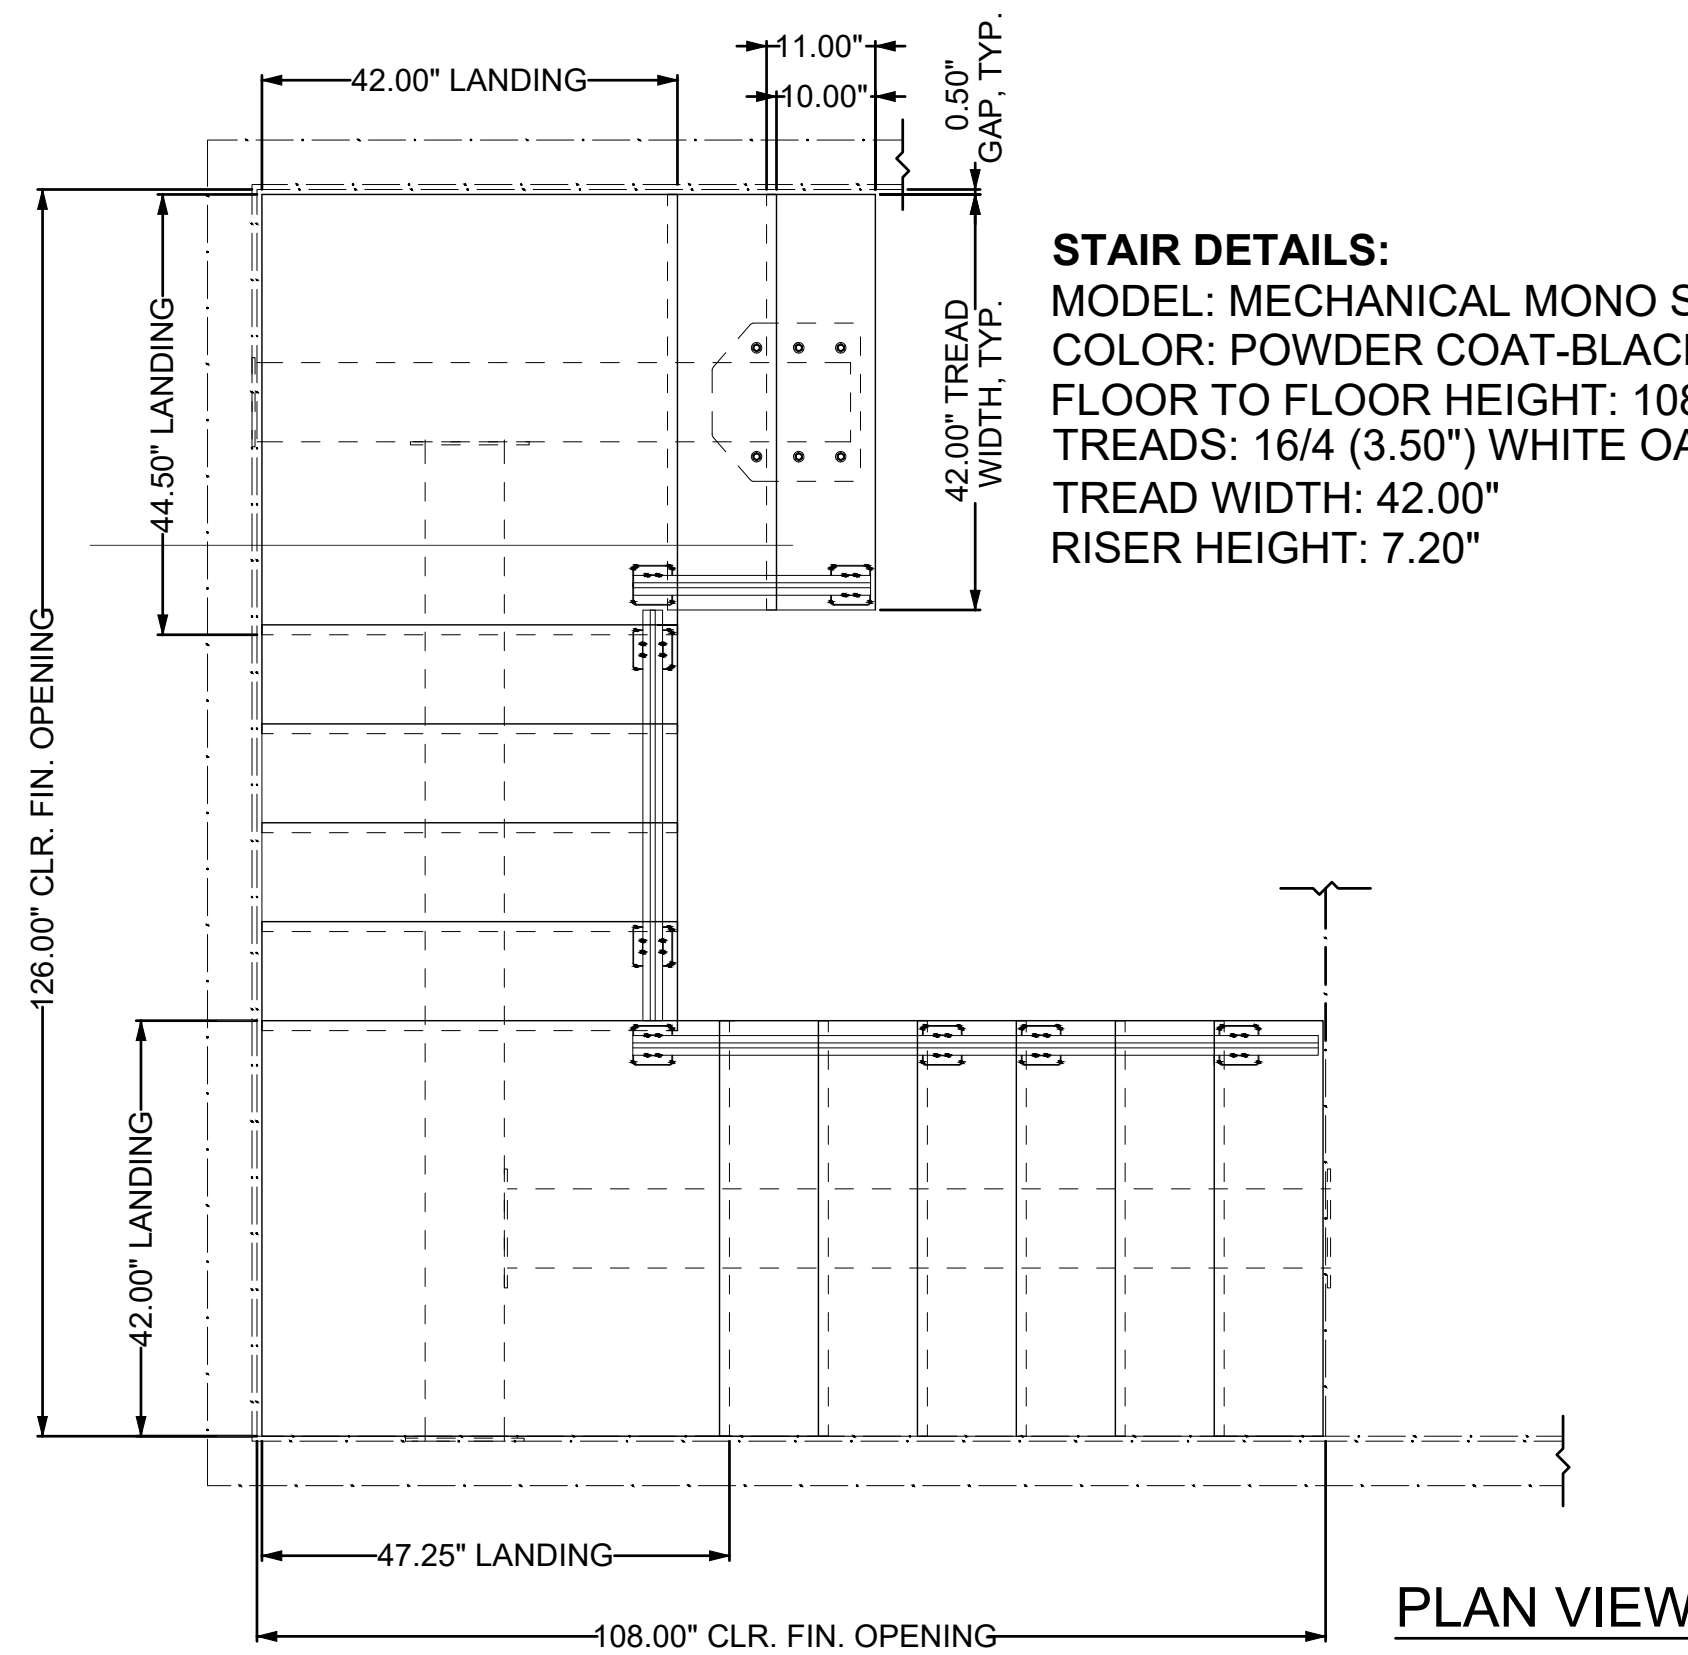 11.00"
42.00" LANDING
10.00"
0.50"
GAP, TYP.
STAIR DETAILS:
MODEL: MECHANICAL MONO
COLOR: POWDER COAT-BLAC
FLOOR TO FLOOR HEIGHT: 108
TREADS: 16/4 (3.50") WHITE OA
TREAD WIDTH: 42.00"
RISER HEIGHT: 7.20"
44.50" LANDING
42.00" TREAD
WIDTH, TYP.
126.00" CLR. FIN. OPENING
42.00" LANDING
47.25" LANDING
108.00" CLR. FIN. OPENING
PLAN VIEW